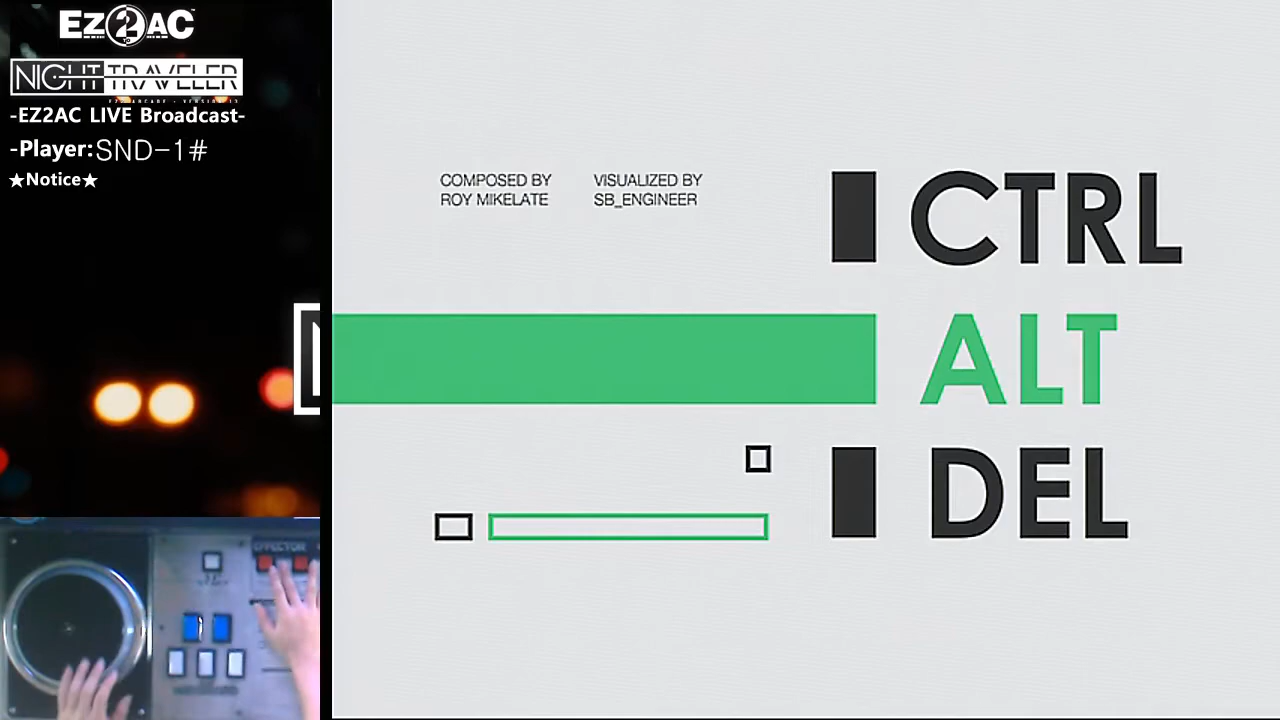 EZ2AC
NIGHT TRAVELER
-EZ2AC LIVE Broadcast-
-Player:SND-1#
★Notice★
COMPOSED BY
ROY MIKELATE
VISUALIZED BY
SB_ENGINEER
CTRL
ALT
DEL
EFFECTOR